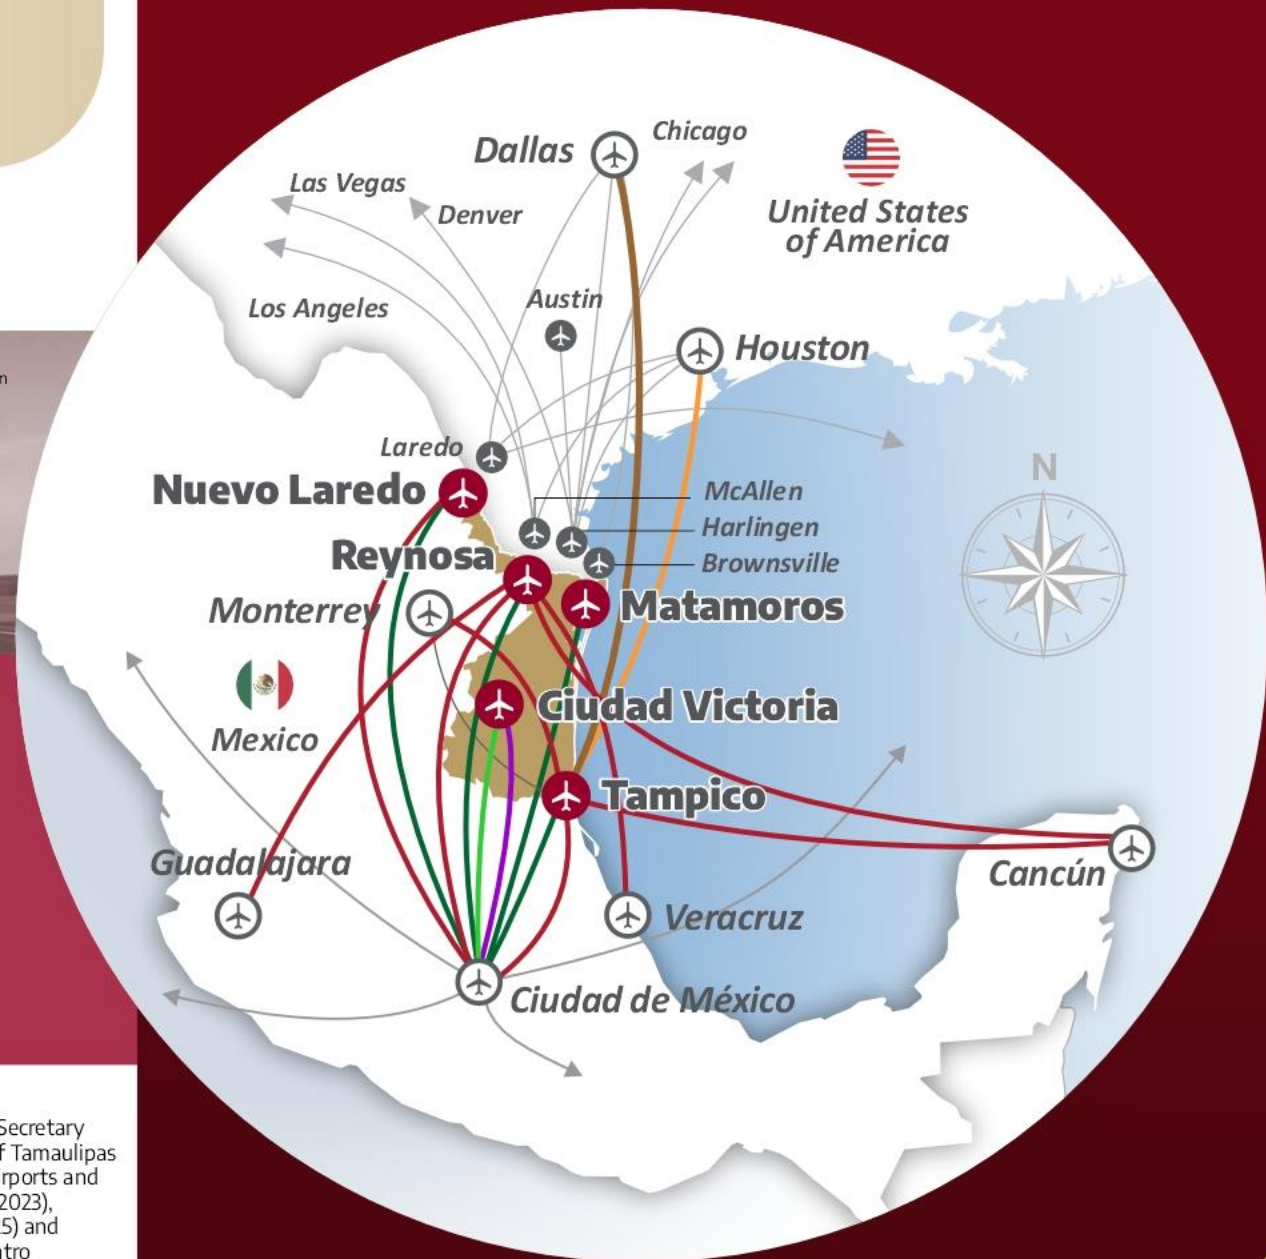 n
Secretary
f Tamaulipas
rports and
2023),
5) and
ntro
Chicago
Dallas
Las Vegas
Denver
United States
of America
Los Angeles
Austin
Houston
Laredo
N
Nuevo Laredo
McAllen
Harlingen
Brownsville
Reynosa
Monterrey
Matamoros
Ciudad Victoria
Mexico
Tampico
Guadalajara
Cancún
Veracruz
Ciudad de México